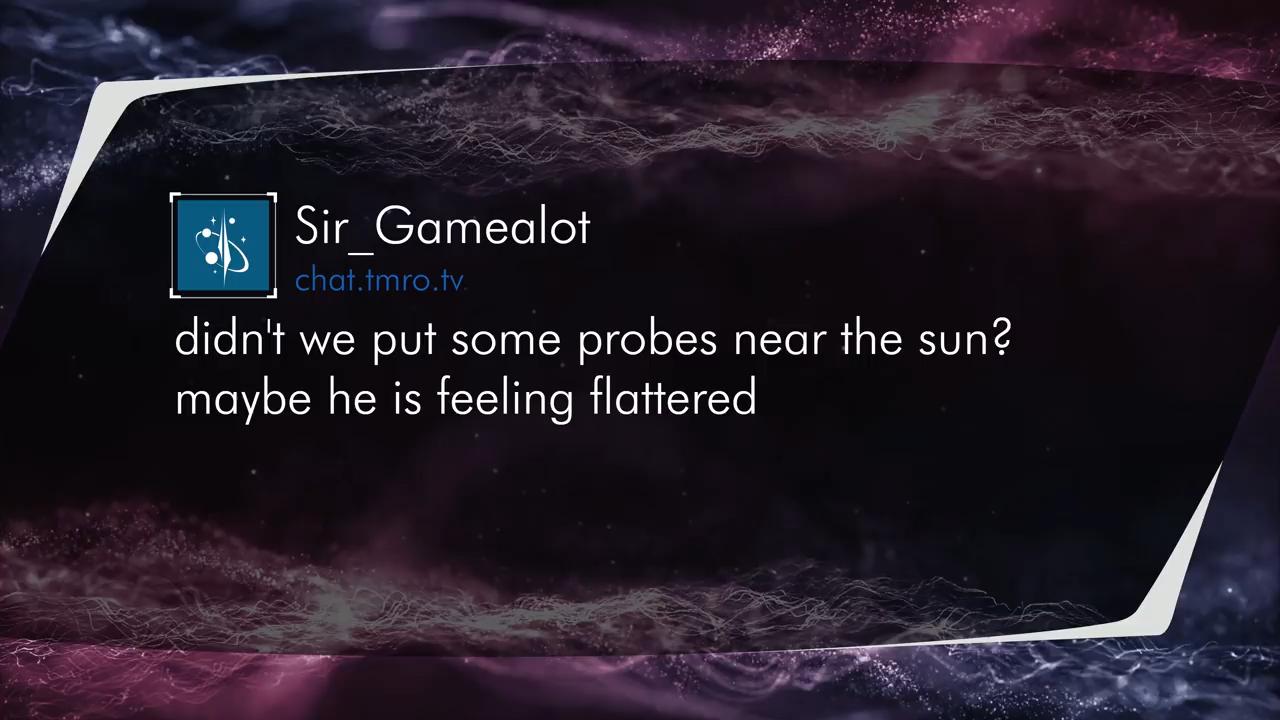 Sir_Gamealot
chat.tmro.tv
didn't we put some probes near the sun?
maybe he is feeling flattered